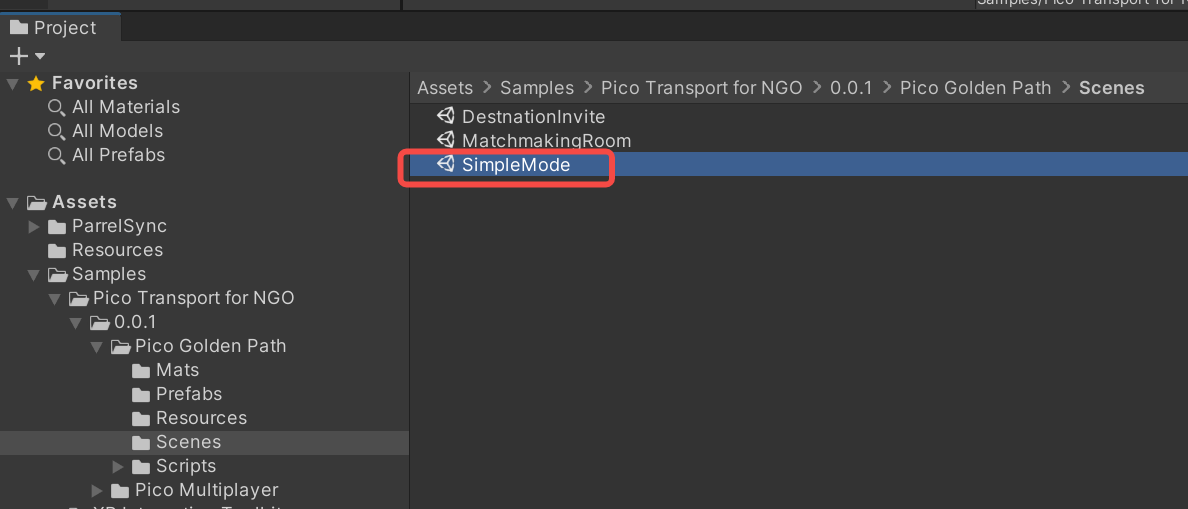 Project
Favorites
All Materials
All Models
All Prefabs
Assets
ParrelSync
Resources
Samples
Pico Transport for NGO
0.0.1
Pico Golden Path
Mats
Prefabs
Resources
Scenes
Scripts
Pico Multiplayer
Assets > Samples > Pico Transport for NGO > 0.0.1 > Pico Golden Path > Scenes
DestnationInvite
MatchmakingRoom
SimpleMode